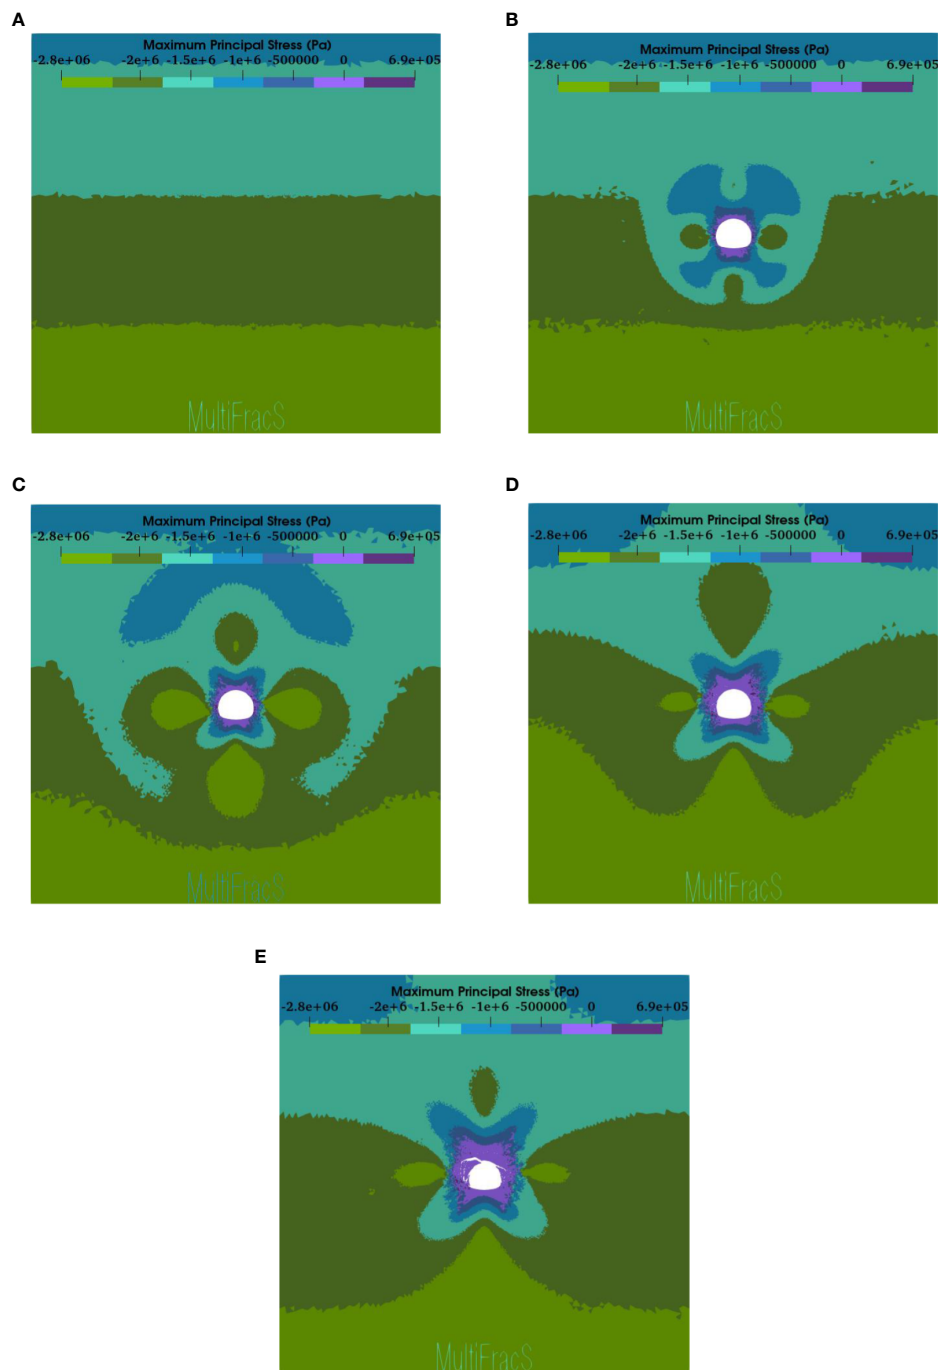 A
Maximum Principal Stress (Pa)
-2.8e+06 -2e+6 -1.5e+6 -1e+6 -500000 0 6.9e+05
MultiFracS
B
Maximum Principal Stress (Pa)
-2.8e+06 -2e+6 -1.5e+6 -1e+6 -500000 0 6.9e+05
MultiFracS
C
Maximum Principal Stress (Pa)
-2.8e+06 -2e+6 -1.5e+6 -1e+6 -500000 0 6.9e+05
MultiFracS
D
Maximum Principal Stress (Pa)
-2.8e+06 -2e+6 -1.5e+6 -1e+6 -500000 0 6.9e+05
MultiFracS
E
Maximum Principal Stress (Pa)
-2.8e+06 -2e+6 -1.5e+6 -1e+6 -500000 0 6.9e+05
MultiFracS